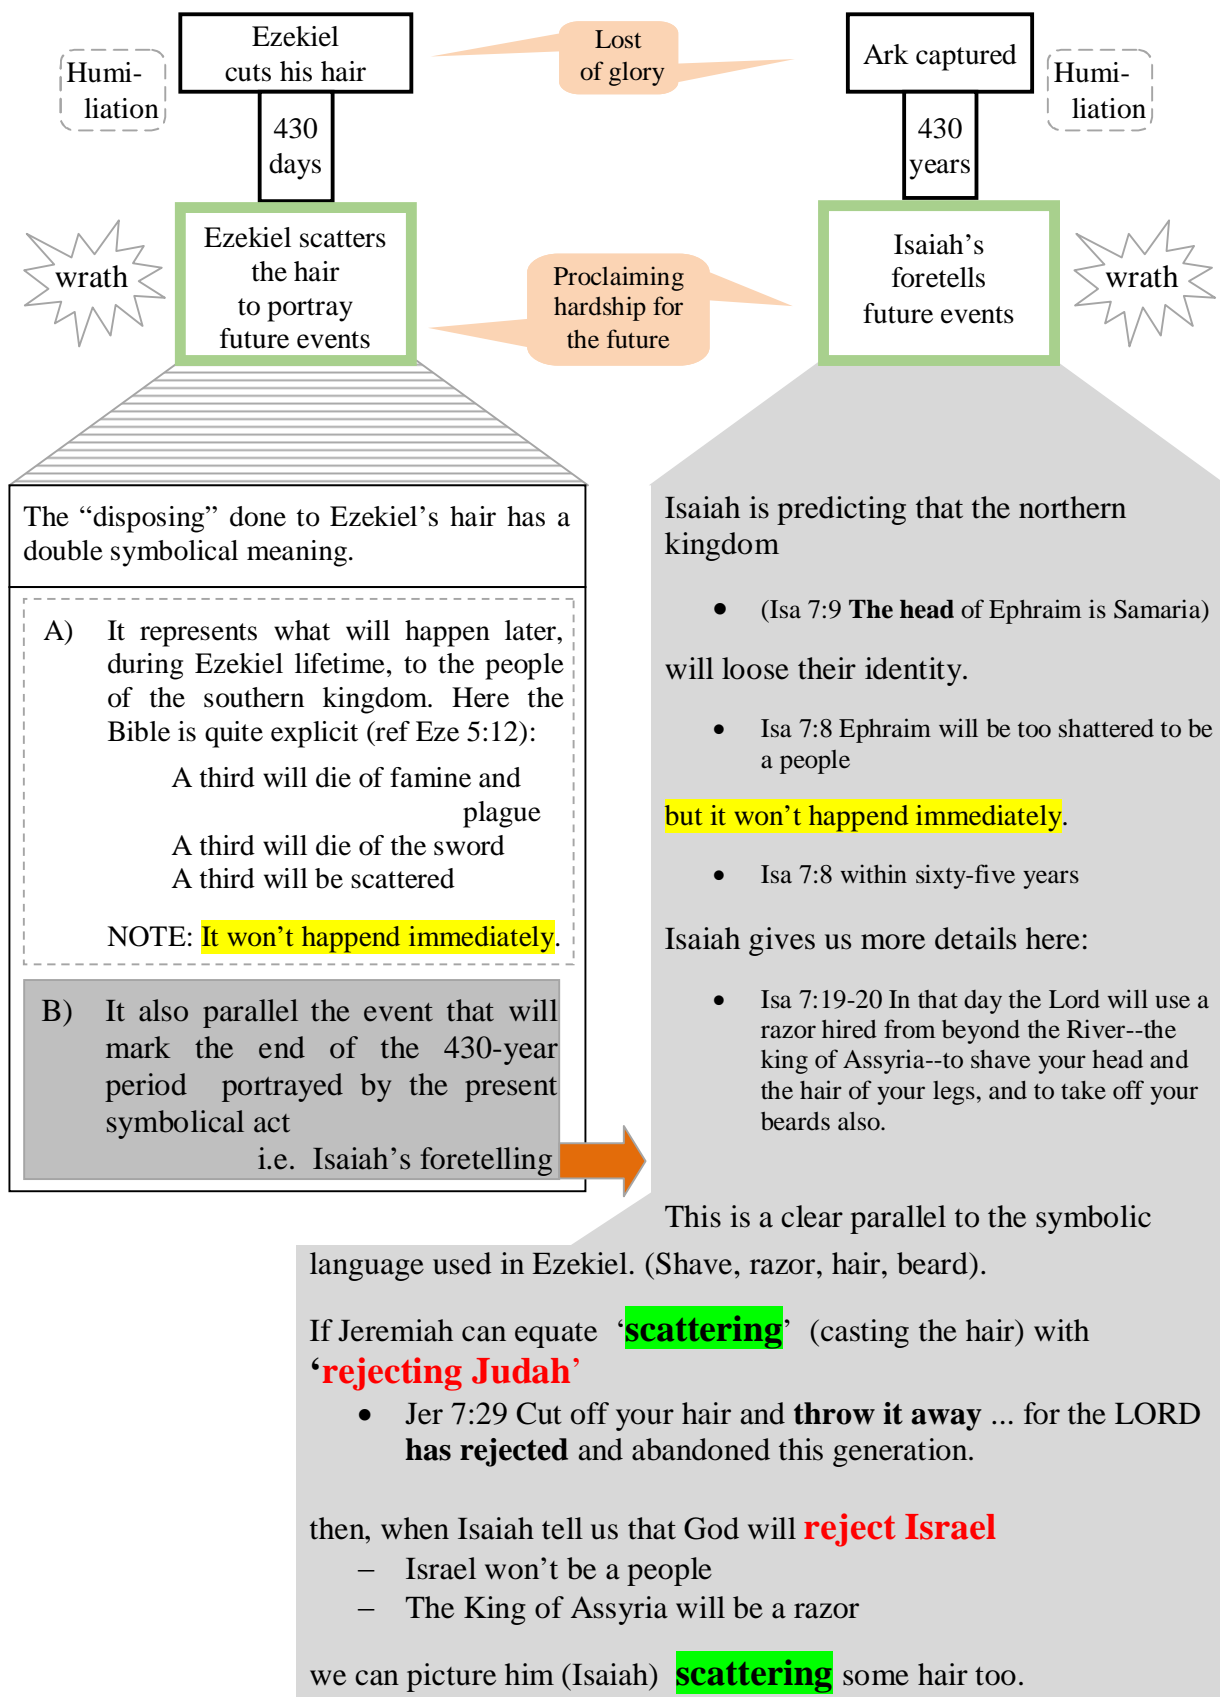 Ezekiel
cuts his hair
Lost
of glory
Ark captured
Humi-
liation
Humi-
liation
430
days
430
years
wrath
Ezekiel scatters
the hair
to portray
future events
Proclaiming
hardship for
the future
Isaiah’s
foretells
future events
wrath
The “disposing” done to Ezekiel’s hair has a
double symbolical meaning.
A) It represents what will happen later,
during Ezekiel lifetime, to the people
of the southern kingdom. Here the
Bible is quite explicit (ref Eze 5:12):
A third will die of famine and
plague
A third will die of the sword
A third will be scattered
NOTE: It won’t happend immediately.
B) It also parallel the event that will
mark the end of the 430-year
period portrayed by the present
symbolical act
i.e. Isaiah’s foretelling
Isaiah is predicting that the northern
kingdom
• (Isa 7:9 The head of Ephraim is Samaria)
will loose their identity.
• Isa 7:8 Ephraim will be too shattered to be
a people
but it won’t happend immediately.
• Isa 7:8 within sixty-five years
Isaiah gives us more details here:
• Isa 7:19-20 In that day the Lord will use a
razor hired from beyond the River--the
king of Assyria--to shave your head and
the hair of your legs, and to take off your
beards also.
This is a clear parallel to the symbolic
language used in Ezekiel. (Shave, razor, hair, beard).
If Jeremiah can equate ‘scattering’ (casting the hair) with
‘rejecting Judah’
• Jer 7:29 Cut off your hair and throw it away ... for the LORD
has rejected and abandoned this generation.
then, when Isaiah tell us that God will reject Israel
– Israel won’t be a people
– The King of Assyria will be a razor
we can picture him (Isaiah) scattering some hair too.